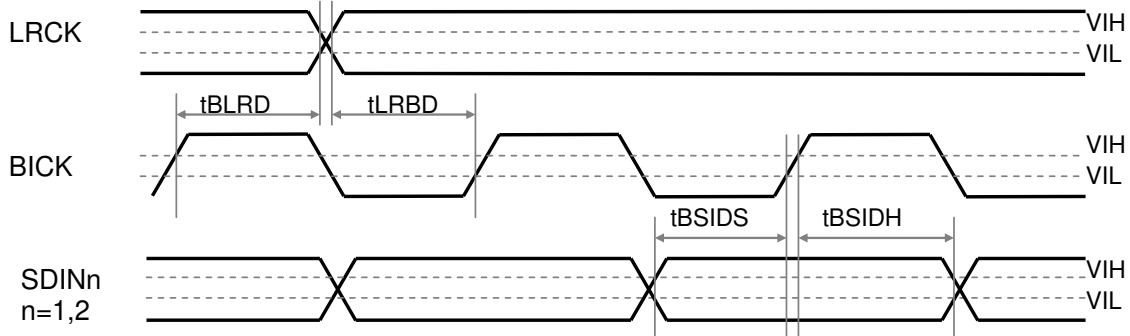 LRCK
VIH
VIL
tBLRD
tLRBD
BICK
VIH
VIL
tBSIDS
tBSIDH
SDINn
n=1,2
VIH
VIL